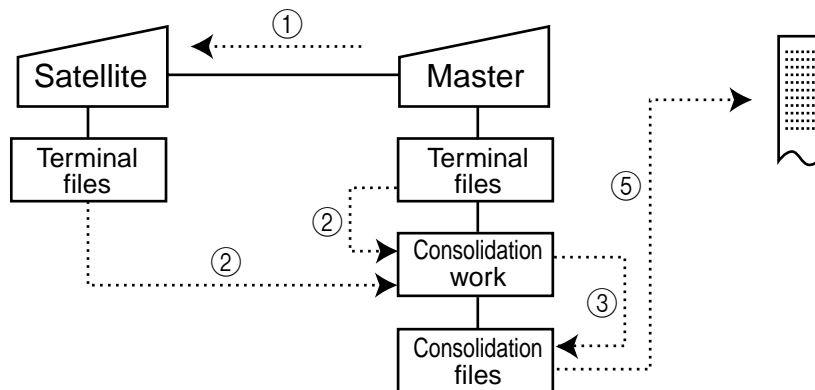 ①
Satellite
Master
Terminal
files
Terminal
files
②
②
Consolidation
work
③
Consolidation
files
⑤